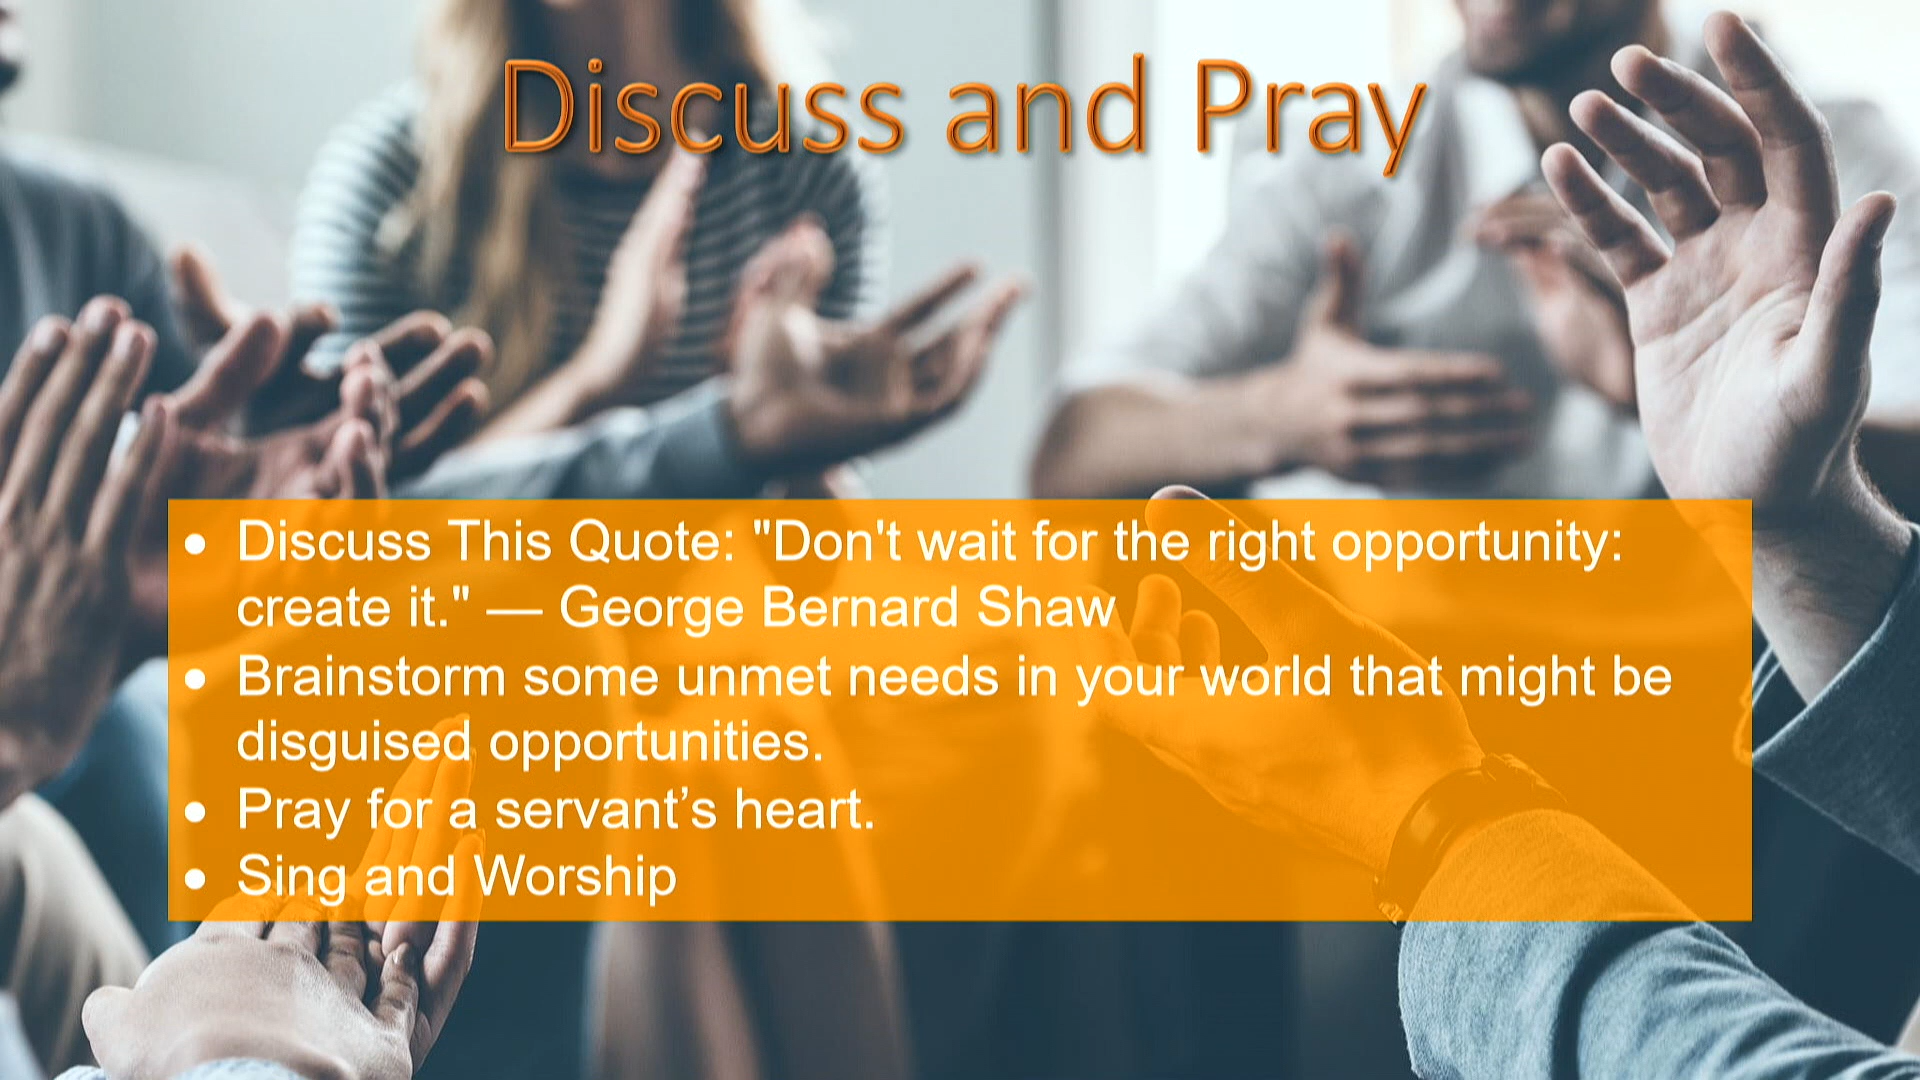 Discuss and Pray
• Discuss This Quote: "Don't wait for the right opportunity:
create it." — George Bernard Shaw
• Brainstorm some unmet needs in your world that might be
disguised opportunities.
• Pray for a servant’s heart.
• Sing and Worship